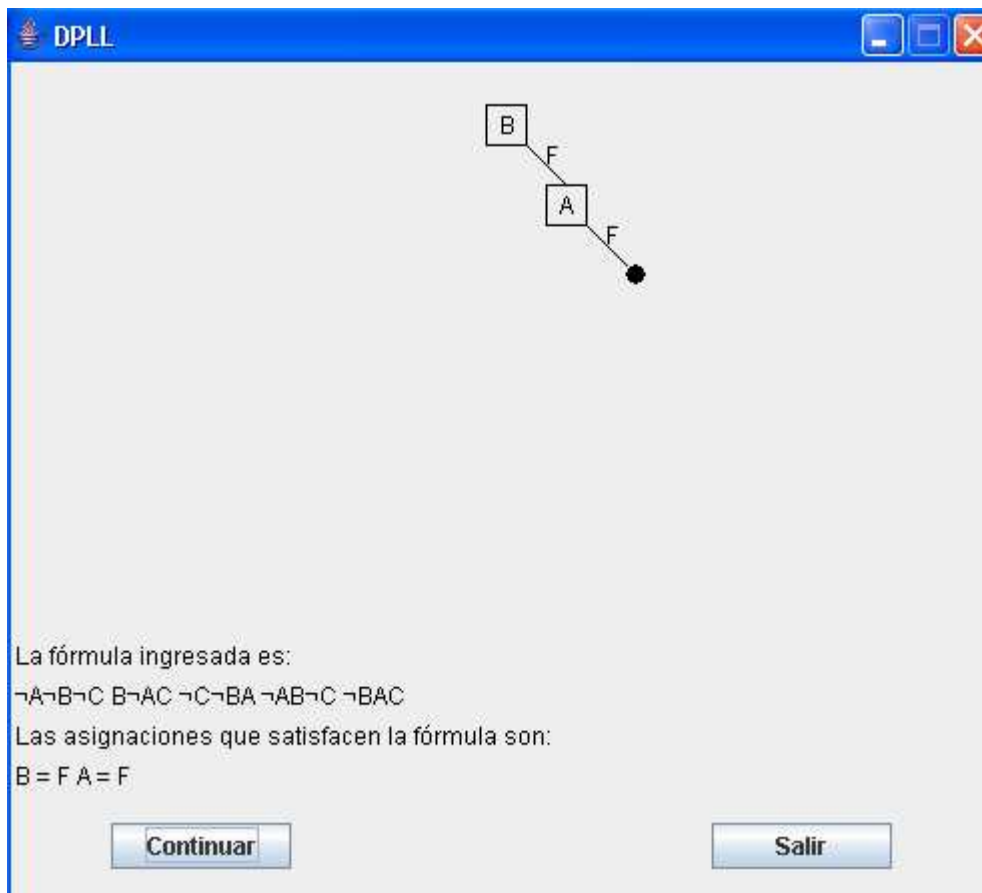 DPLL
B
F
A
F
La fórmula ingresada es:
¬A¬B¬C B¬AC ¬C¬BA ¬AB¬C ¬BAC
Las asignaciones que satisfacen la fórmula son:
B = F A = F
Continuar
Salir